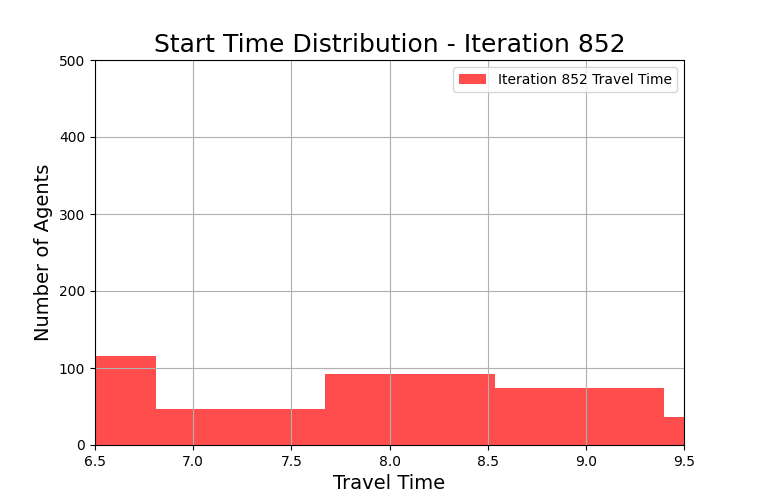 Start Time Distribution - Iteration 852
Iteration 852 Travel Time
Number of Agents
500
400
300
200
100
0
6.5 7.0 7.5 8.0 8.5 9.0 9.5
Travel Time